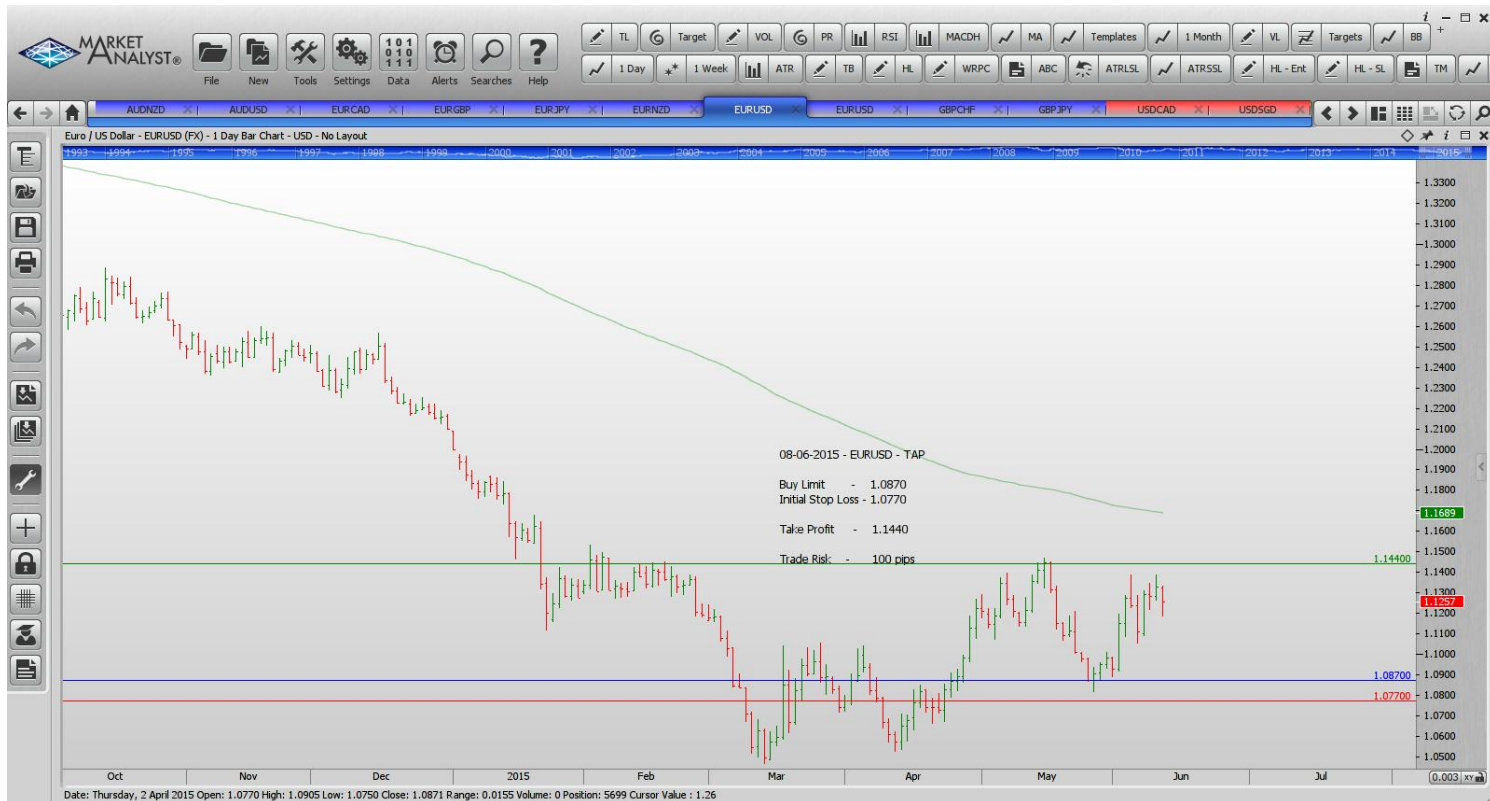 i
MARKET ANALYST®
File New Tools Settings Data Alerts Searches Help
101
010
111
TL Target VOL PR RSI MACDH MA Templates 1 Month VL Targets BB
1 Day 1 Week ATR TB HL WRPC ABC ATRLSL ATRSSL HL - Ent HL - SL TM
AUDNZD AUDUSD EURCAD EURGBP EURJPY EURNZD EURUSD EURUSD GBPCHF GBPJPY USDCAD USDSGD
Euro / US Dollar - EURUSD (FX) - 1 Day Bar Chart - USD - No Layout
i
1993 1994 1995 1996 1997 1998 1999 2000 2001 2002 2003 2004 2005 2006 2007 2008 2009 2010 2011 2012 2013 2014 2015
1.3300
1.3200
1.3100
1.3000
1.2900
1.2800
1.2700
1.2600
1.2500
1.2400
1.2300
1.2200
1.2100
1.2000
1.1900
1.1800
1.1689
1.1600
1.1500
1.1400
1.1300
1.1257
1.1200
1.1100
1.1000
1.0900
1.0800
1.0700
1.0600
1.0500
08-06-2015 - EURUSD - TAP
Buy Limit - 1.0870
Initial Stop Loss - 1.0770
Take Profit - 1.1440
Trade Risk - 100 pips
1.14400
1.08700
1.07700
Oct Nov Dec 2015 Feb Mar Apr May Jun Jul
0.003 XY
Date: Thursday, 2 April 2015 Open: 1.0770 High: 1.0905 Low: 1.0750 Close: 1.0871 Range: 0.0155 Volume: 0 Position: 5699 Cursor Value : 1.26